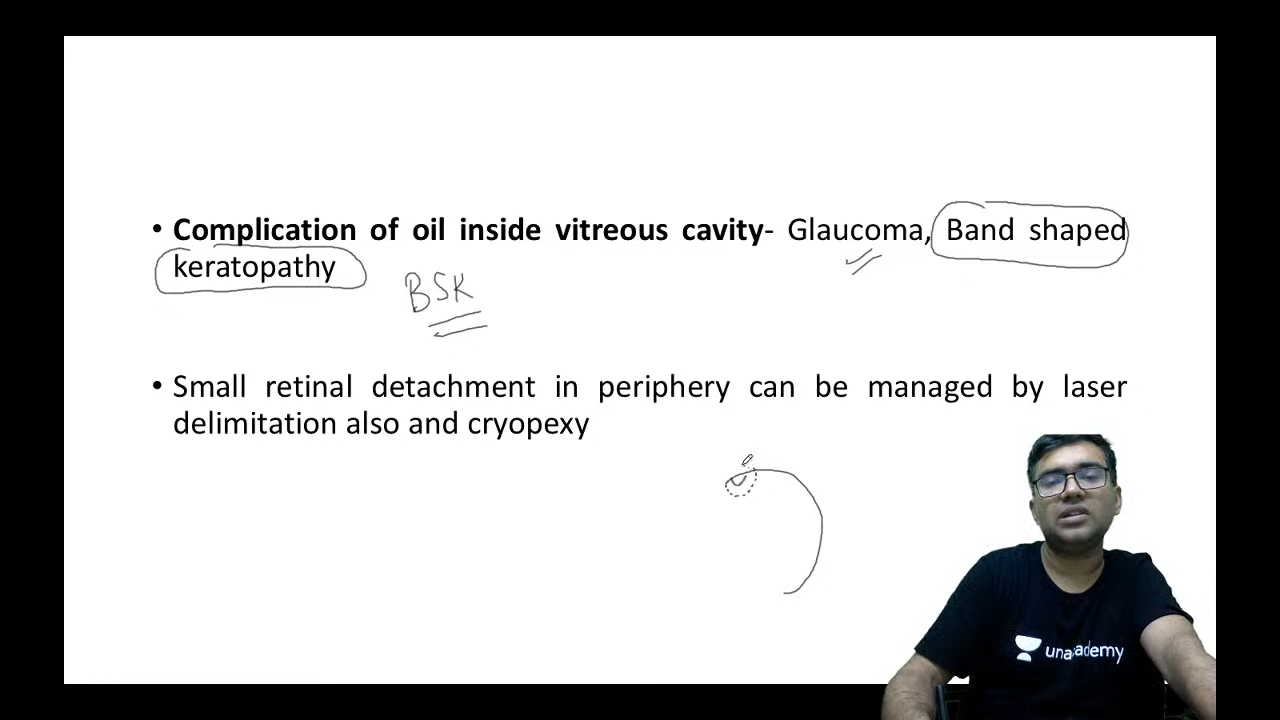 • Complication of oil inside vitreous cavity- Glaucoma, Band shaped
keratopathy
BSK
• Small retinal detachment in periphery can be managed by laser
delimitation also and cryopexy
unacademy